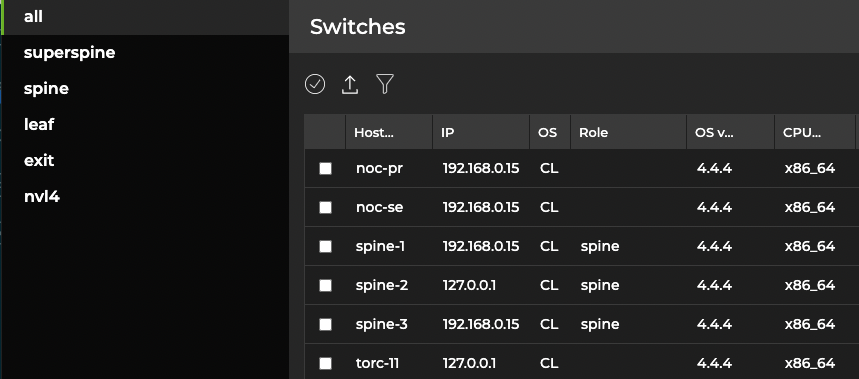 all
superspine
spine
leaf
exit
nvl4
Switches
Host... IP OS Role OS v... CPU...
noc-pr 192.168.0.15 CL 4.4.4 x86_64
noc-se 192.168.0.15 CL 4.4.4 x86_64
spine-1 192.168.0.15 CL spine 4.4.4 x86_64
spine-2 127.0.0.1 CL spine 4.4.4 x86_64
spine-3 192.168.0.15 CL spine 4.4.4 x86_64
torc-11 127.0.0.1 CL 4.4.4 x86_64